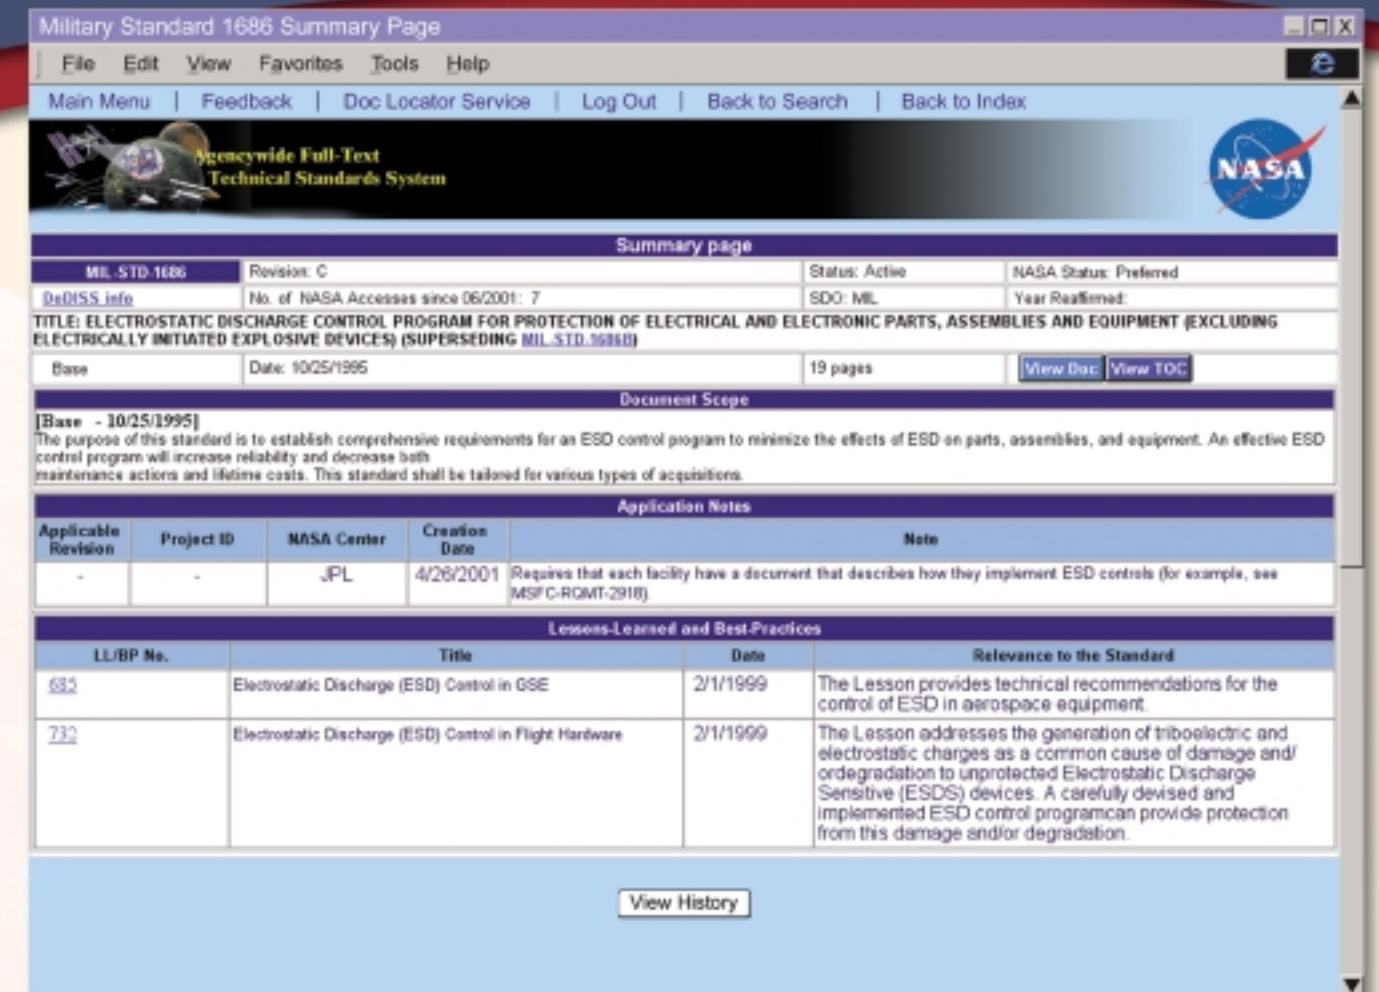 Military Standard 1686 Summary Page
File Edit View Favorites Tools Help
Main Menu | Feedback | Doc Locator Service | Log Out | Back to Search | Back to Index
Agencywide Full-Text
Technical Standards System
NASA
Summary page
MIL-STD-1686 Revision: C Status: Active NASA Status: Preferred
DoDISS info No. of NASA Accesses since 06/2001: 7 SDO: MIL Year Reaffirmed:
TITLE: ELECTROSTATIC DISCHARGE CONTROL PROGRAM FOR PROTECTION OF ELECTRICAL AND ELECTRONIC PARTS, ASSEMBLIES AND EQUIPMENT (EXCLUDING
ELECTRICALLY INITIATED EXPLOSIVE DEVICES) (SUPERSEDING MIL-STD-1686B)
Base Date: 10/25/1995 19 pages View Doc View TOC
Document Scope
[Base - 10/25/1995]
The purpose of this standard is to establish comprehensive requirements for an ESD control program to minimize the effects of ESD on parts, assemblies, and equipment. An effective ESD
control program will increase reliability and decrease both
maintenance actions and lifetime costs. This standard shall be tailored for various types of acquisitions.
Application Notes
Applicable Revision Project ID NASA Center Creation Date Note
- - JPL 4/26/2001 Requires that each facility have a document that describes how they implement ESD controls (for example, see
MSFC-RQMT-2918).
Lessons-Learned and Best-Practices
LL/BP No. Title Date Relevance to the Standard
685 Electrostatic Discharge (ESD) Control in GSE 2/1/1999 The Lesson provides technical recommendations for the
control of ESD in aerospace equipment.
732 Electrostatic Discharge (ESD) Control in Flight Hardware 2/1/1999 The Lesson addresses the generation of triboelectric and
electrostatic charges as a common cause of damage and/
ordegradation to unprotected Electrostatic Discharge
Sensitive (ESDS) devices. A carefully devised and
implemented ESD control programcan provide protection
from this damage and/or degradation.
View History